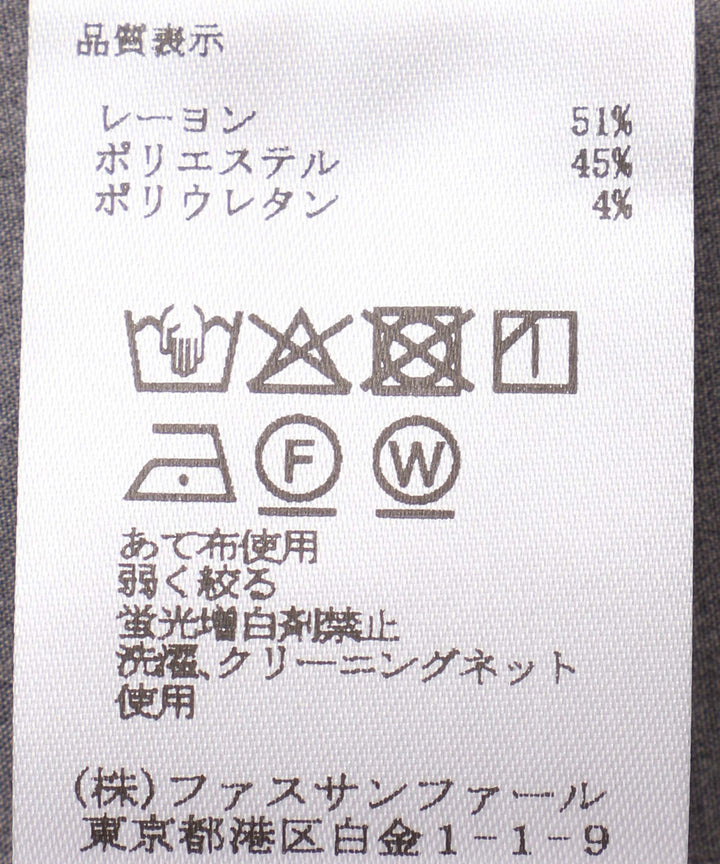 品質表示
レーヨン 51%
ポリエステル 45%
ポリウレタン 4%
F W
あて布使用
弱く絞る
蛍光増白剤禁止
洗濯、クリーニングネット
使用
(株)ファスサンファール
東京都港区白金1-1-9